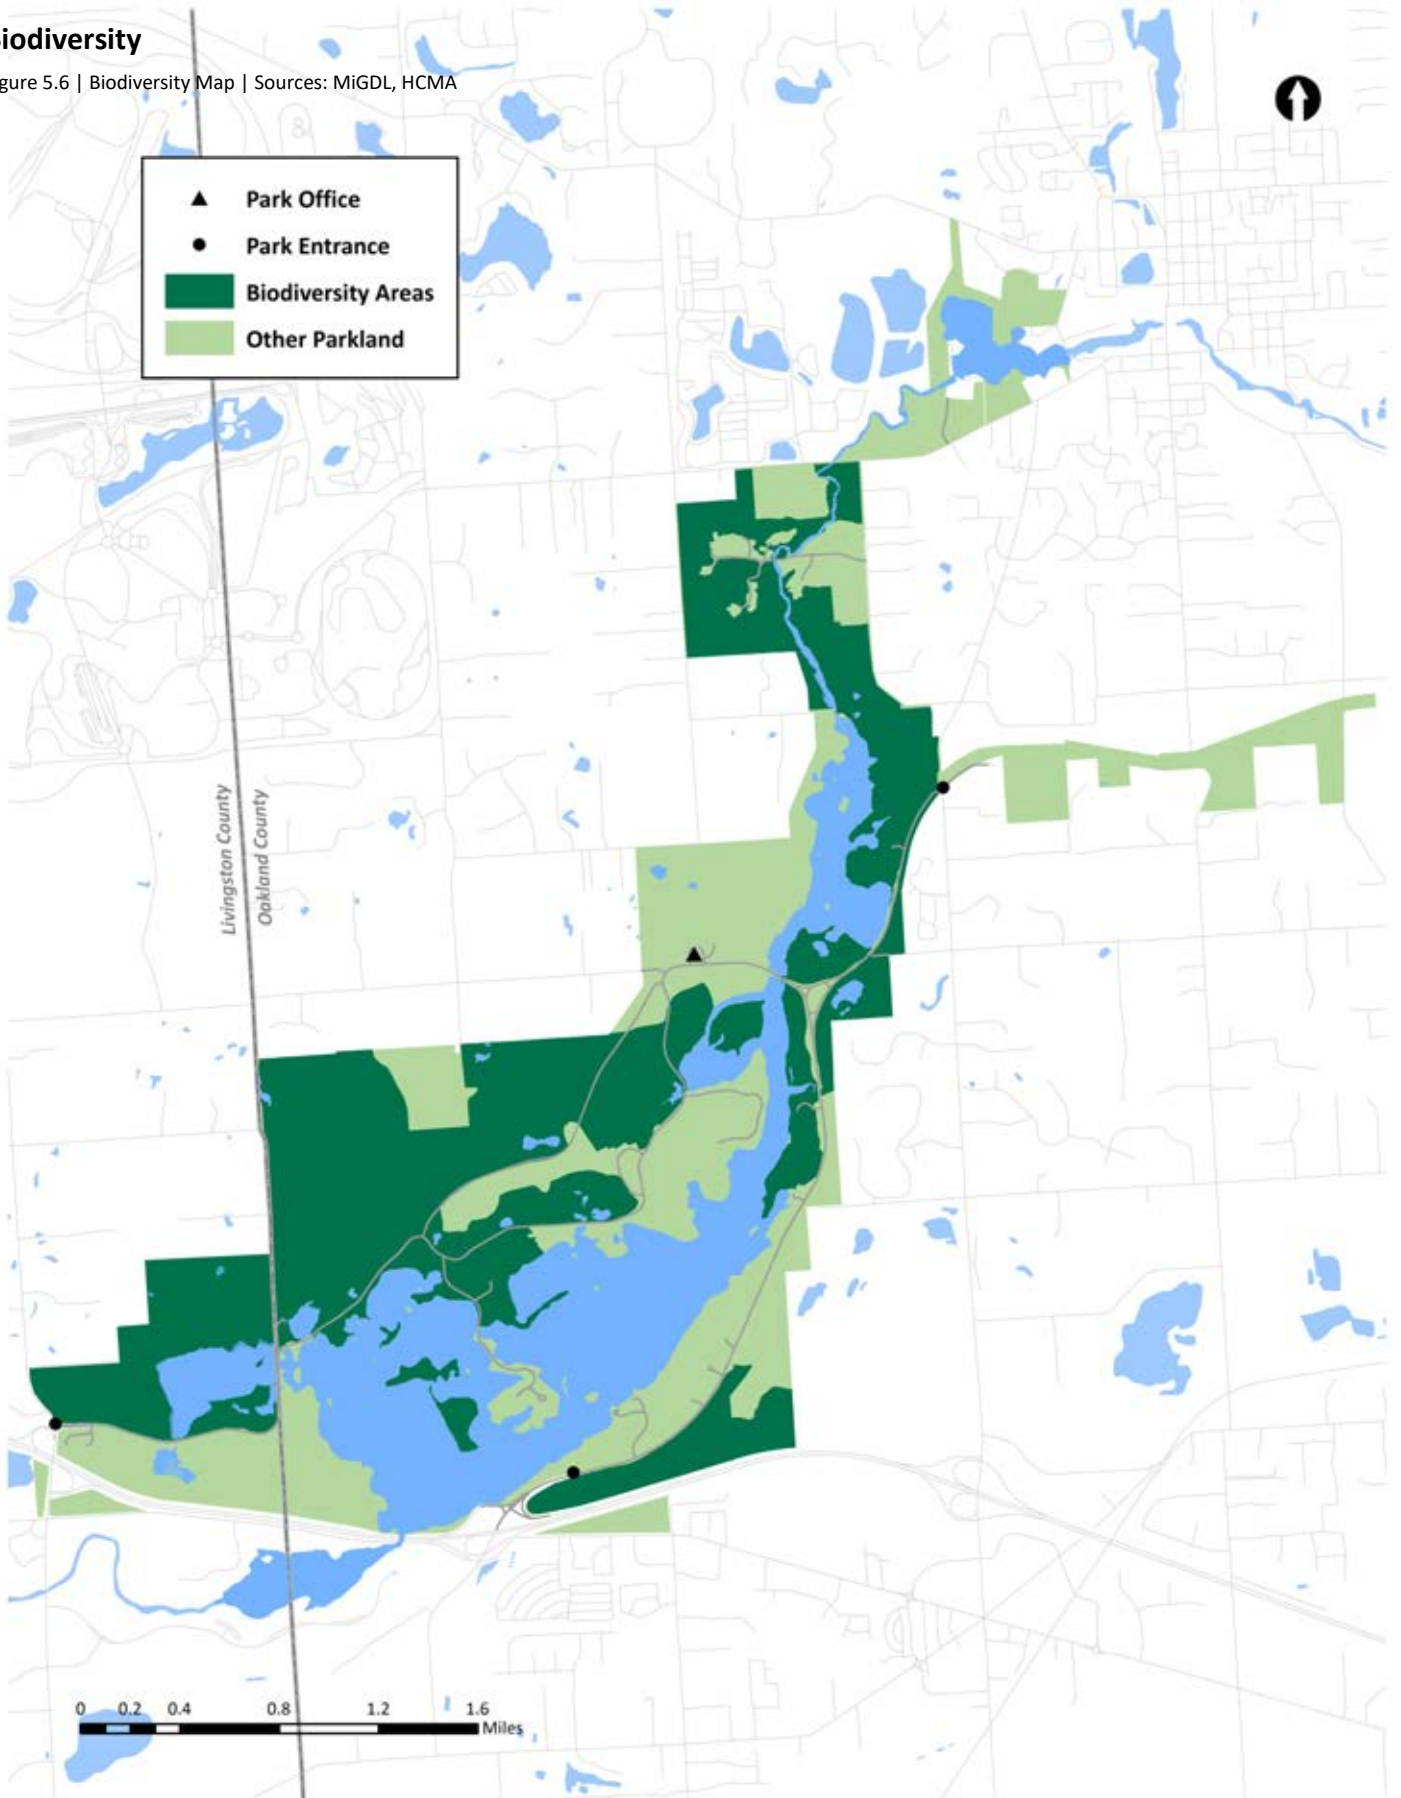 iodiversity
gure 5.6 | Biodiversity Map | Sources: MiGDL, HCMA
Park Office
Park Entrance
Biodiversity Areas
Other Parkland
Livingston County
Oakland County
0 0.2 0.4 0.8 1.2 1.6
Miles